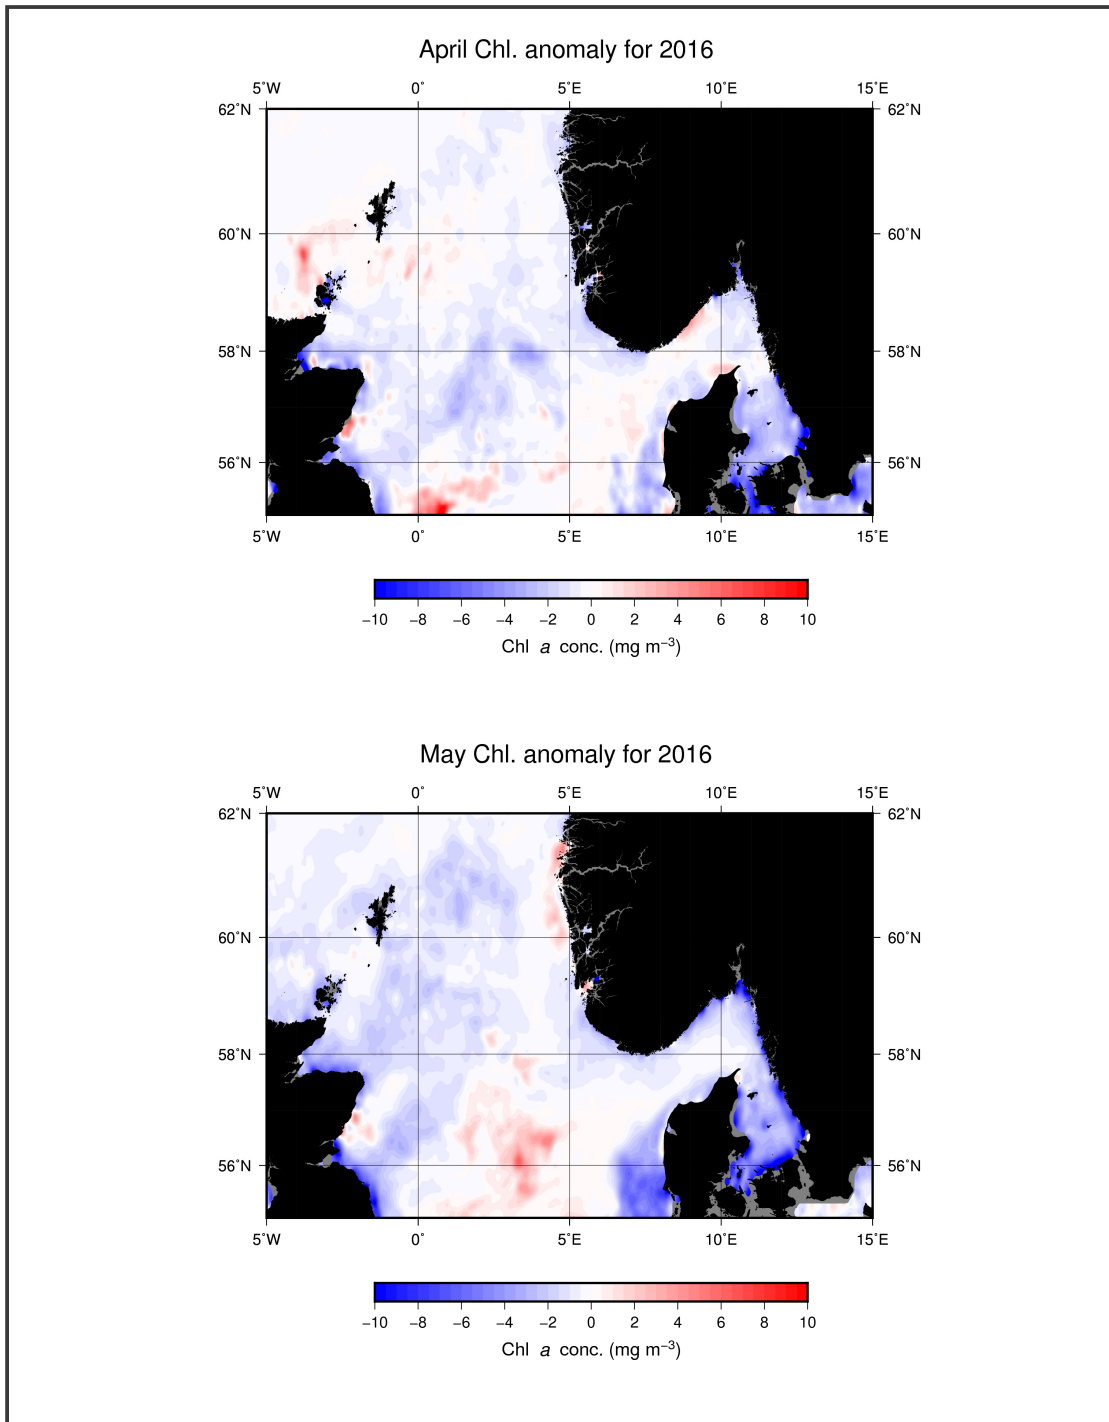 April Chl. anomaly for 2016
5˚W 0˚ 5˚E 10˚E 15˚E
62˚N 62˚N
60˚N 60˚N
58˚N 58˚N
56˚N 56˚N
5˚W 0˚ 5˚E 10˚E 15˚E
−10 −8 −6 −4 −2 0 2 4 6 8 10
Chl a conc. (mg m⁻³)
May Chl. anomaly for 2016
5˚W 0˚ 5˚E 10˚E 15˚E
62˚N 62˚N
60˚N 60˚N
58˚N 58˚N
56˚N 56˚N
5˚W 0˚ 5˚E 10˚E 15˚E
−10 −8 −6 −4 −2 0 2 4 6 8 10
Chl a conc. (mg m⁻³)